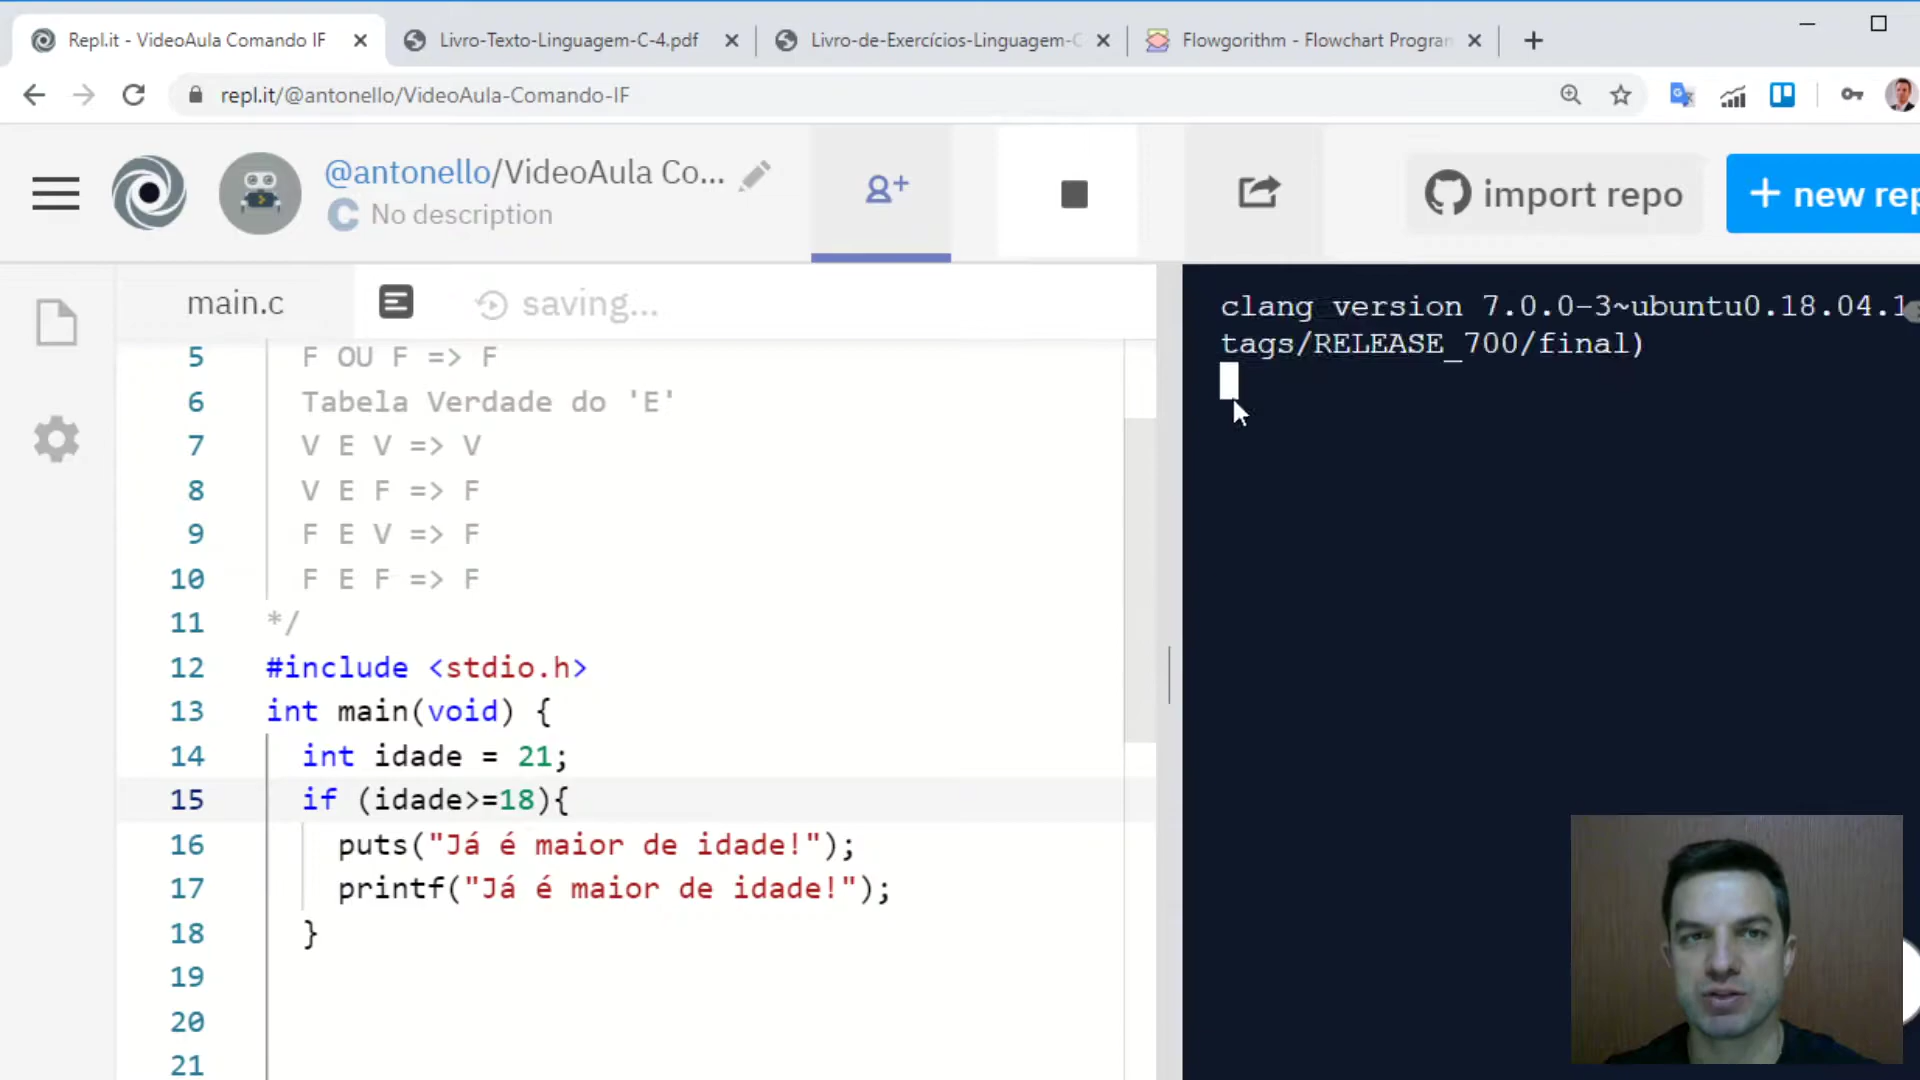 Repl.it - VideoAula Comando IF
Livro-Texto-Linguagem-C-4.pdf
Livro-de-Exercícios-Linguagem-C
Flowgorithm - Flowchart Program
repl.it/@antonello/VideoAula-Comando-IF
@antonello/VideoAula Co...
C No description
import repo
+ new rep
main.c
saving...
5 F OU F => F
6 Tabela Verdade do 'E'
7 V E V => V
8 V E F => F
9 F E V => F
10 F E F => F
11 */
12 #include <stdio.h>
13 int main(void) {
14 int idade = 21;
15 if (idade>=18){
16 puts("Já é maior de idade!");
17 printf("Já é maior de idade!");
18 }
19
20
21
clang version 7.0.0-3~ubuntu0.18.04.1
tags/RELEASE_700/final)